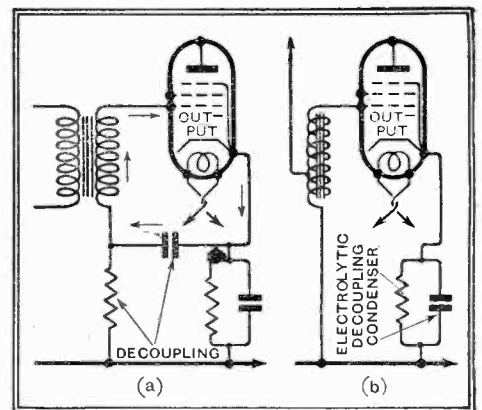 OUT-
PUT
DECOUPLING
(a)
OUT-
PUT
ELECTROLYTIC
DECOUPLING
CONDENSER
(b)